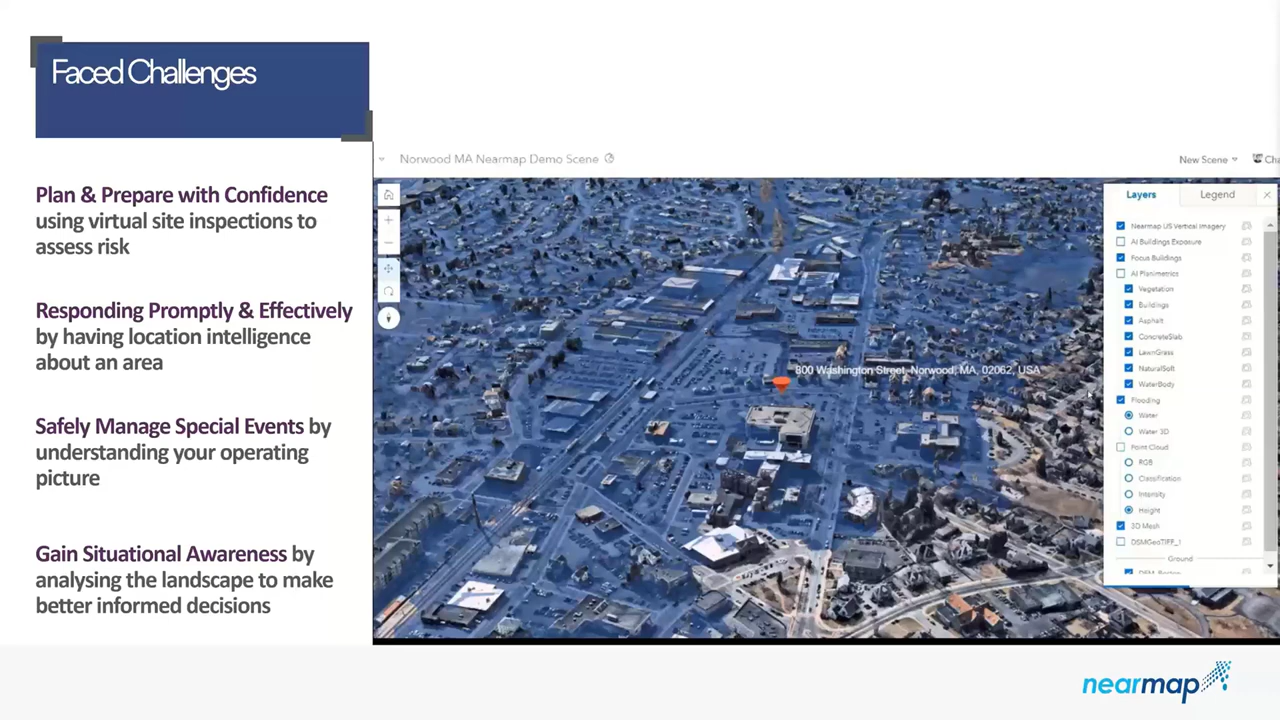 Faced Challenges
Plan & Prepare with Confidence
using virtual site inspections to
assess risk
Responding Promptly & Effectively
by having location intelligence
about an area
Safely Manage Special Events by
understanding your operating
picture
Gain Situational Awareness by
analysing the landscape to make
better informed decisions
Norwood MA Nearmap Demo Scene
New Scene
Cha
800 Washington Street, Norwood, MA, 02062, USA
Layers
Legend
Nearmap US Vertical Imagery
AI Buildings Exposure
Focus Buildings
AI Planimetrics
Vegetation
Buildings
Asphalt
ConcreteSlab
LawnGrass
NaturalSoft
WaterBody
Flooding
Water
Water 3D
Point Cloud
RGB
Classification
Intensity
Height
3D Mesh
DSMGeoTIFF_1
Ground
nearmap